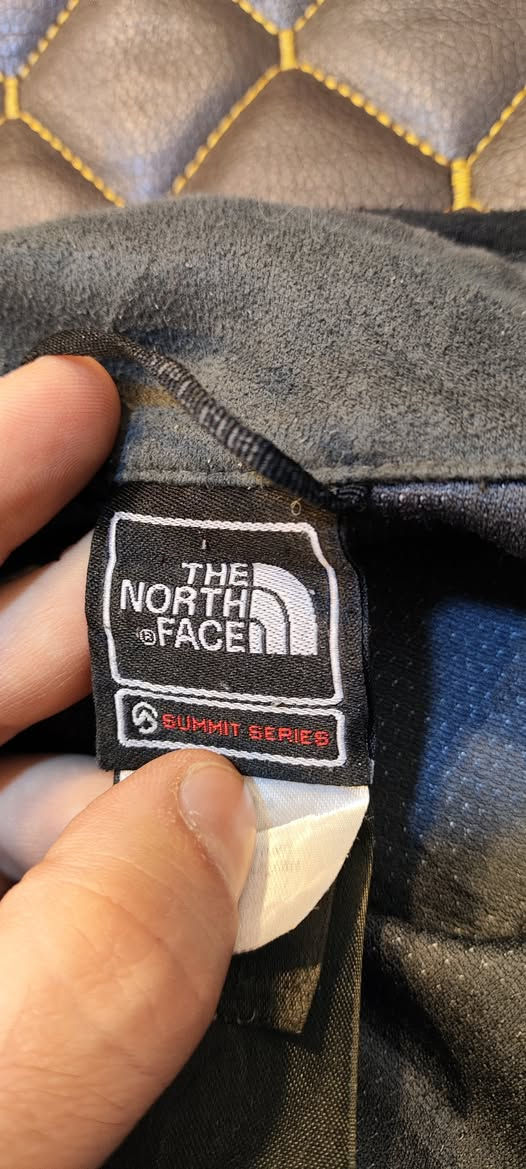 THE
NORTH
® FACE
SUMMIT SERIES